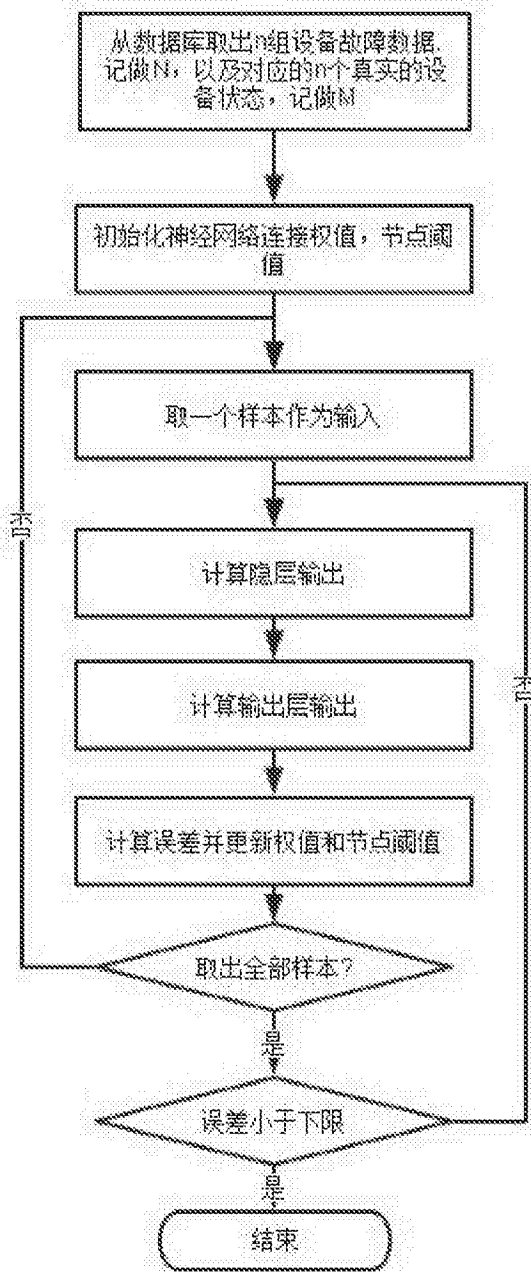 从数据库取出n组设备故障数据,
记做N，以及对应的n个真实的设
备状态，记做M
初始化神经网络连接权值，节点阈
值
取一个样本作为输入
否
计算隐层输出
计算输出层输出
否
计算误差并更新权值和节点阈值
取出全部样本?
是
误差小于下限
是
结束